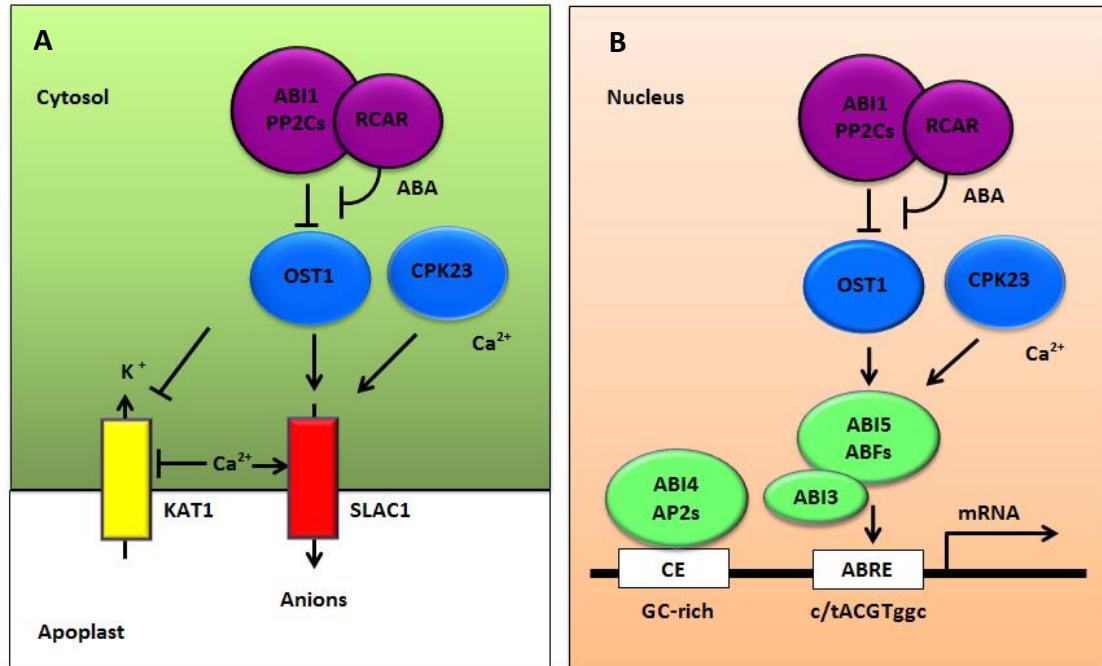 A
Cytosol
ABI1
PP2Cs
RCAR
ABA
OST1
CPK23
Ca²⁺
K⁺
Ca²⁺
KAT1
SLAC1
Anions
Apoplast
B
Nucleus
ABI1
PP2Cs
RCAR
ABA
OST1
CPK23
Ca²⁺
ABI5
ABFs
ABI4
AP2s
ABI3
mRNA
CE
ABRE
GC-rich
c/tACGTggc